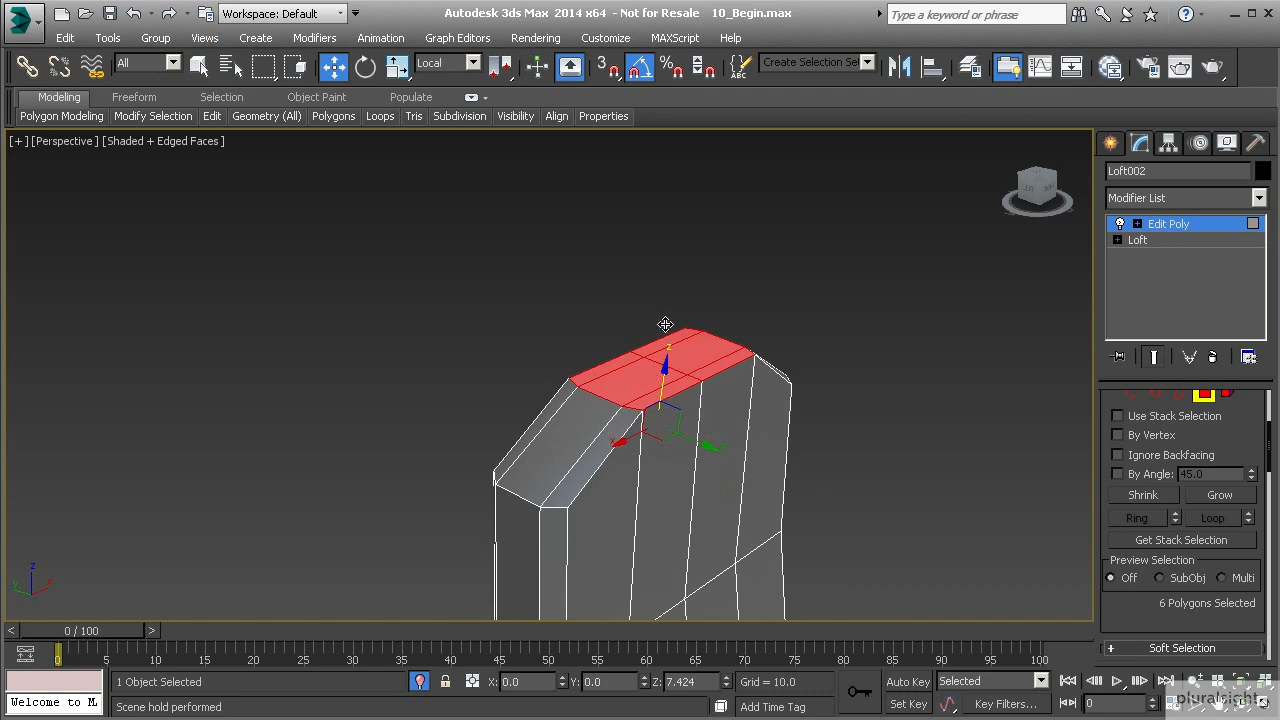 Autodesk 3ds Max 2014 x64 - Not for Resale 10_Begin.max
Workspace: Default
Type a keyword or phrase
Edit Tools Group Views Create Modifiers Animation Graph Editors Rendering Customize MAXScript Help
All Local 3 Create Selection Se
Modeling Freeform Selection Object Paint Populate
Polygon Modeling Modify Selection Edit Geometry (All) Polygons Loops Tris Subdivision Visibility Align Properties
[+][Perspective][Shaded + Edged Faces]
Loft002
Modifier List
Edit Poly
Loft
Use Stack Selection
By Vertex
Ignore Backfacing
By Angle: 45.0
Shrink Grow
Ring Loop
Get Stack Selection
Preview Selection
Off SubObj Multi
6 Polygons Selected
Soft Selection
z
x
y
z
x
y
< 0 / 100 >
0 5 10 15 20 25 30 35 40 45 50 55 60 65 70 75 80 85 90 95 100
1 Object Selected X: 0.0 Y: 0.0 Z: 7.424 Grid = 10.0 Auto Key Selected
Welcome to M Scene hold performed Add Time Tag Set Key Key Filters... 0
pluralsight